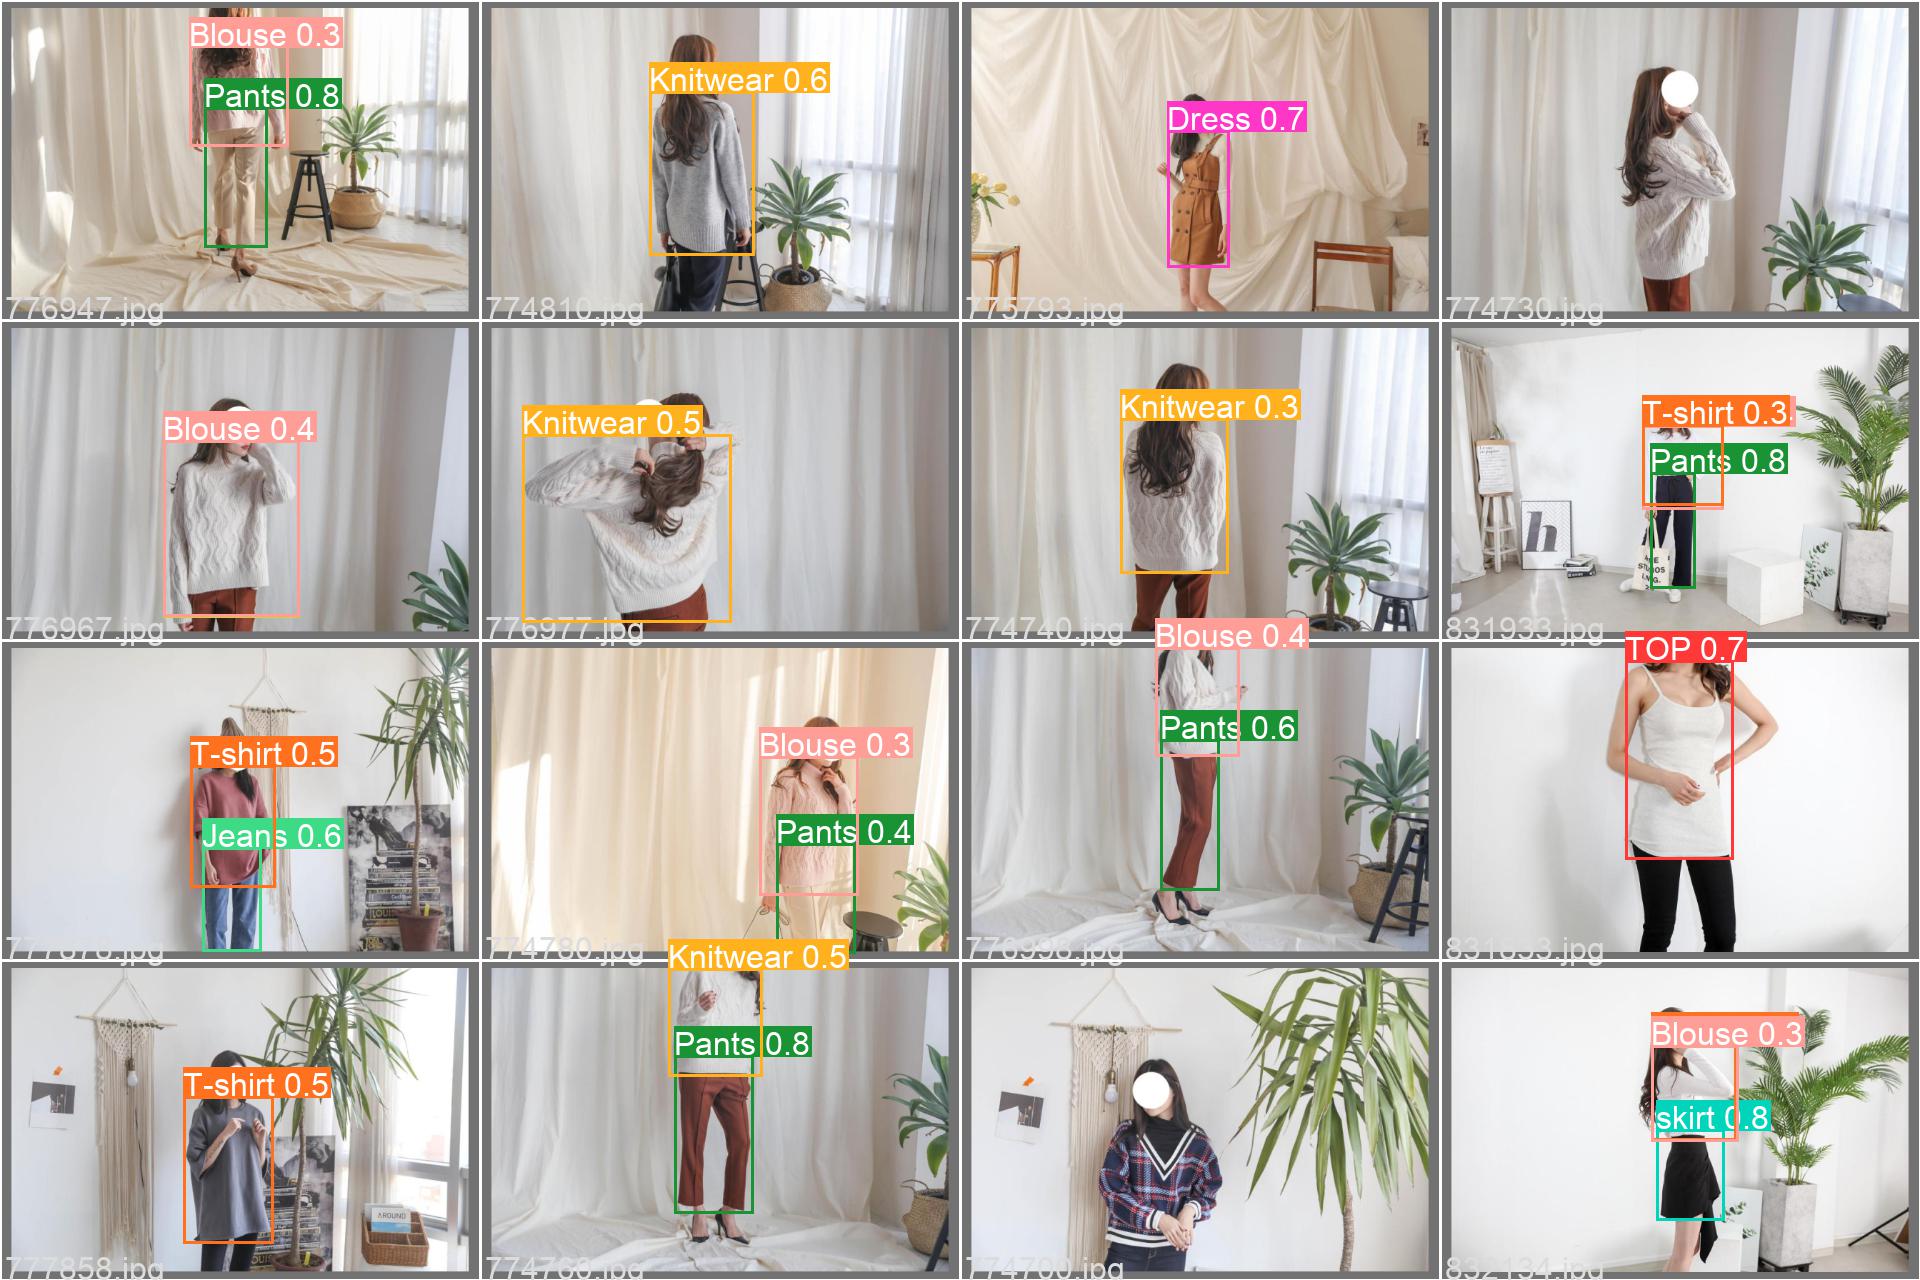 Blouse 0.3
Pants 0.8
776947.jpg
Knitwear 0.6
774810.jpg
Dress 0.7
775793.jpg
774730.jpg
Blouse 0.4
776967.jpg
Knitwear 0.5
776977.jpg
Knitwear 0.3
774740.jpg
T-shirt 0.3
Pants 0.8
h
831933.jpg
T-shirt 0.5
Jeans 0.6
777878.jpg
Blouse 0.3
Pants 0.4
774780.jpg
Blouse 0.4
Pants 0.6
776998.jpg
TOP 0.7
831853.jpg
T-shirt 0.5
AROUND
777858.jpg
Knitwear 0.5
Pants 0.8
774760.jpg
774700.jpg
Blouse 0.3
skirt 0.8
832134.jpg